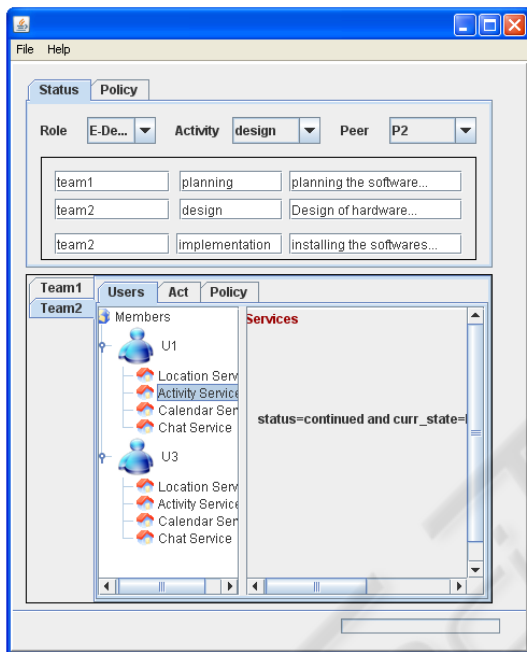 File Help
Status Policy
Role E-De... Activity design Peer P2
team1 planning planning the software...
team2 design Design of hardware...
team2 implementation installing the softwares...
Team1
Team2
Users Act Policy
Members
U1
Location Serv
Activity Service
Calendar Ser
Chat Service
U3
Location Serv
Activity Service
Calendar Ser
Chat Service
Services
status=continued and curr_state=